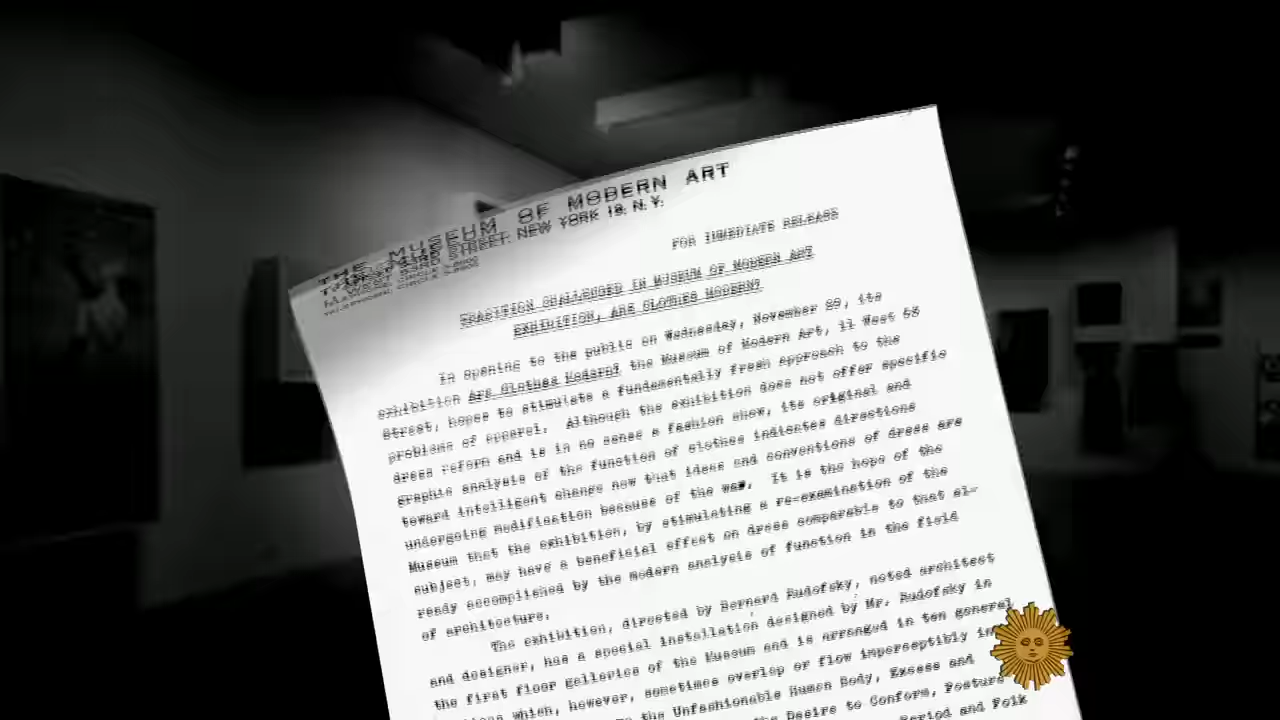 THE MUSEUM OF MODERN ART
WEST 53RD STREET, NEW YORK 19, N.Y.
FOR IMMEDIATE RELEASE
TRADITION CHALLENGED IN MUSEUM OF MODERN ART
EXHIBITION, ARE CLOTHES MODERN?
In opening to the public on Wednesday, November 29, its
exhibition Are Clothes Modern? the Museum of Modern Art, 11 West 53
Street, hopes to stimulate a fundamentally fresh approach to the
problems of apparel. Although the exhibition does not offer specific
dress reform and is in no sense a fashion show, its original and
graphic analysis of the function of clothes indicates directions
toward intelligent change now that ideas and conventions of dress are
undergoing modification because of the war. It is the hope of the
Museum that the exhibition, by stimulating a re-examination of the
subject, may have a beneficial effect on dress comparable to that al-
ready accomplished by the modern analysis of function in the field
of architecture.
The exhibition, directed by Bernard Rudofsky, noted architect
and designer, has a special installation designed by Mr. Rudofsky in
the first floor galleries of the Museum and is arranged in ten general
which, however, sometimes overlap or flow imperceptibly in
the Unfashionable Human Body, Excess and
the Desire to Conform, Posture
Period and Folk